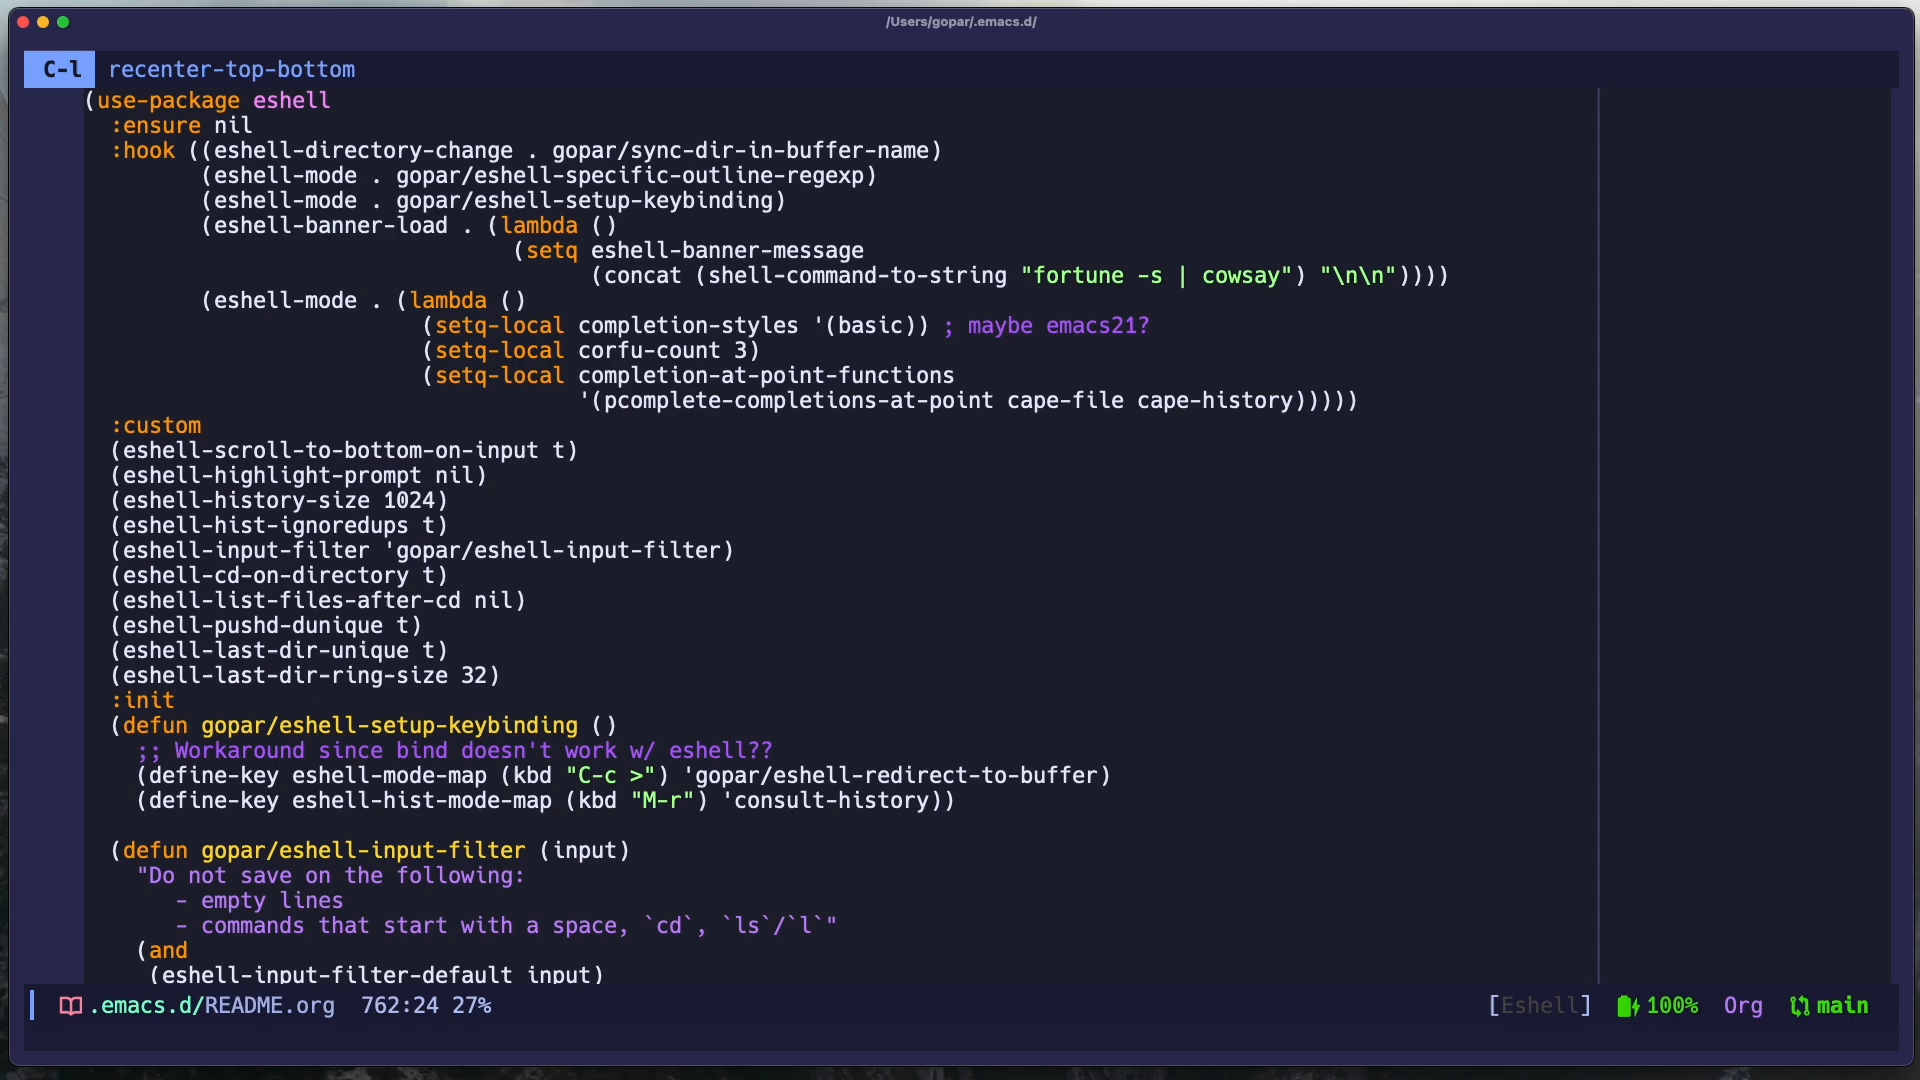 /Users/gopar/.emacs.d/
C-l recenter-top-bottom
(use-package eshell
  :ensure nil
  :hook ((eshell-directory-change . gopar/sync-dir-in-buffer-name)
         (eshell-mode . gopar/eshell-specific-outline-regexp)
         (eshell-mode . gopar/eshell-setup-keybinding)
         (eshell-banner-load . (lambda ()
                                 (setq eshell-banner-message
                                       (concat (shell-command-to-string "fortune -s | cowsay") "\n\n"))))
         (eshell-mode . (lambda ()
                          (setq-local completion-styles '(basic)) ; maybe emacs21?
                          (setq-local corfu-count 3)
                          (setq-local completion-at-point-functions
                                      '(pcomplete-completions-at-point cape-file cape-history)))))
  :custom
  (eshell-scroll-to-bottom-on-input t)
  (eshell-highlight-prompt nil)
  (eshell-history-size 1024)
  (eshell-hist-ignoredups t)
  (eshell-input-filter 'gopar/eshell-input-filter)
  (eshell-cd-on-directory t)
  (eshell-list-files-after-cd nil)
  (eshell-pushd-dunique t)
  (eshell-last-dir-unique t)
  (eshell-last-dir-ring-size 32)
  :init
  (defun gopar/eshell-setup-keybinding ()
    ;; Workaround since bind doesn't work w/ eshell??
    (define-key eshell-mode-map (kbd "C-c >") 'gopar/eshell-redirect-to-buffer)
    (define-key eshell-hist-mode-map (kbd "M-r") 'consult-history))

  (defun gopar/eshell-input-filter (input)
    "Do not save on the following:
       - empty lines
       - commands that start with a space, `cd`, `ls`/`l`"
    (and
     (eshell-input-filter-default input)
.emacs.d/README.org 762:24 27% [Eshell] 100% Org main